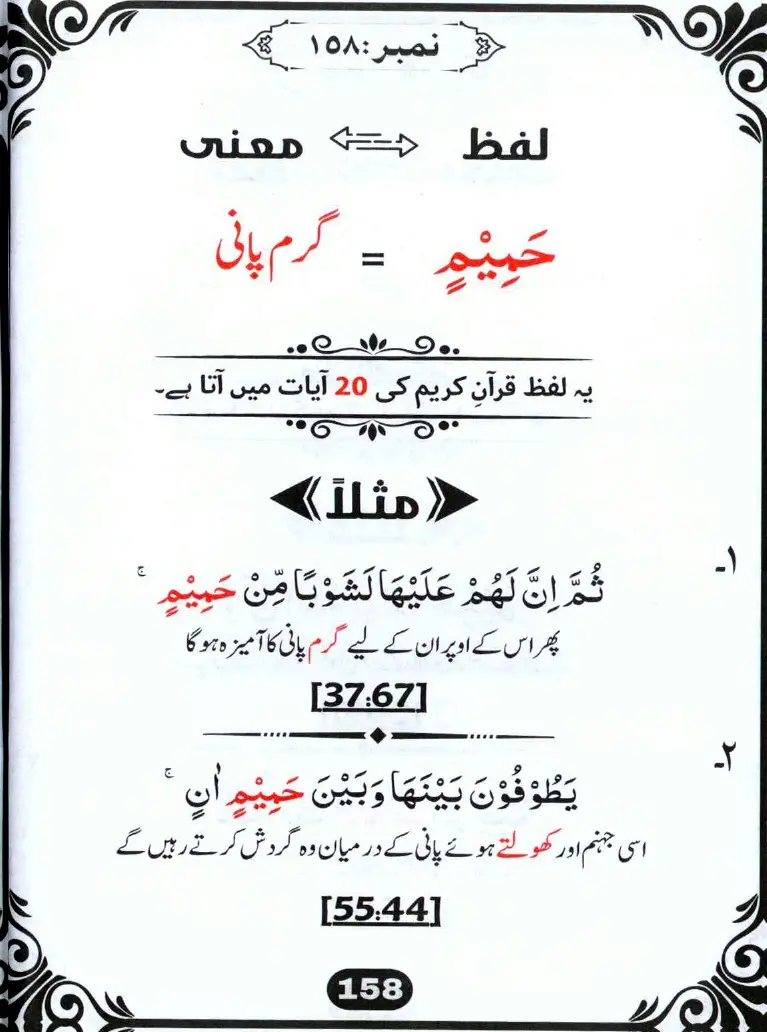 نمبر:۱۵۸
لفظ ⇐⇒ معنی
حَمِيْمٍ = گرم پانی
یہ لفظ قرآنِ کریم کی 20 آیات میں آتا ہے۔
مثلاً
۱۔ ثُمَّ اِنَّ لَهُمْ عَلَيْهَا لَشَوْبًا مِّنْ حَمِيْمٍ ۚ
پھر اس کے اوپر ان کے لیے گرم پانی کا آمیزہ ہو گا
[37:67]
۲۔ يَطُوْفُوْنَ بَيْنَهَا وَبَيْنَ حَمِيْمٍ اٰنٍ ۚ
اسی جہنم اور کھولتے ہوئے پانی کے درمیان وہ گردش کرتے رہیں گے
[55:44]
158